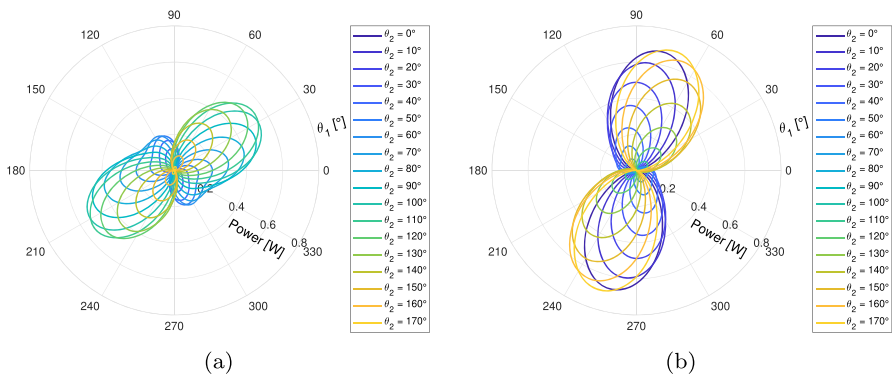 90
120
60
150
30
θ₁ [°]
180
0
0.2
0.4
0.6
0.8
Power [W]
210
330
240
300
270
θ₂ = 0°
θ₂ = 10°
θ₂ = 20°
θ₂ = 30°
θ₂ = 40°
θ₂ = 50°
θ₂ = 60°
θ₂ = 70°
θ₂ = 80°
θ₂ = 90°
θ₂ = 100°
θ₂ = 110°
θ₂ = 120°
θ₂ = 130°
θ₂ = 140°
θ₂ = 150°
θ₂ = 160°
θ₂ = 170°
(a)
90
120
60
150
30
θ₁ [°]
180
0
0.2
0.4
0.6
0.8
Power [W]
210
330
240
300
270
θ₂ = 0°
θ₂ = 10°
θ₂ = 20°
θ₂ = 30°
θ₂ = 40°
θ₂ = 50°
θ₂ = 60°
θ₂ = 70°
θ₂ = 80°
θ₂ = 90°
θ₂ = 100°
θ₂ = 110°
θ₂ = 120°
θ₂ = 130°
θ₂ = 140°
θ₂ = 150°
θ₂ = 160°
θ₂ = 170°
(b)